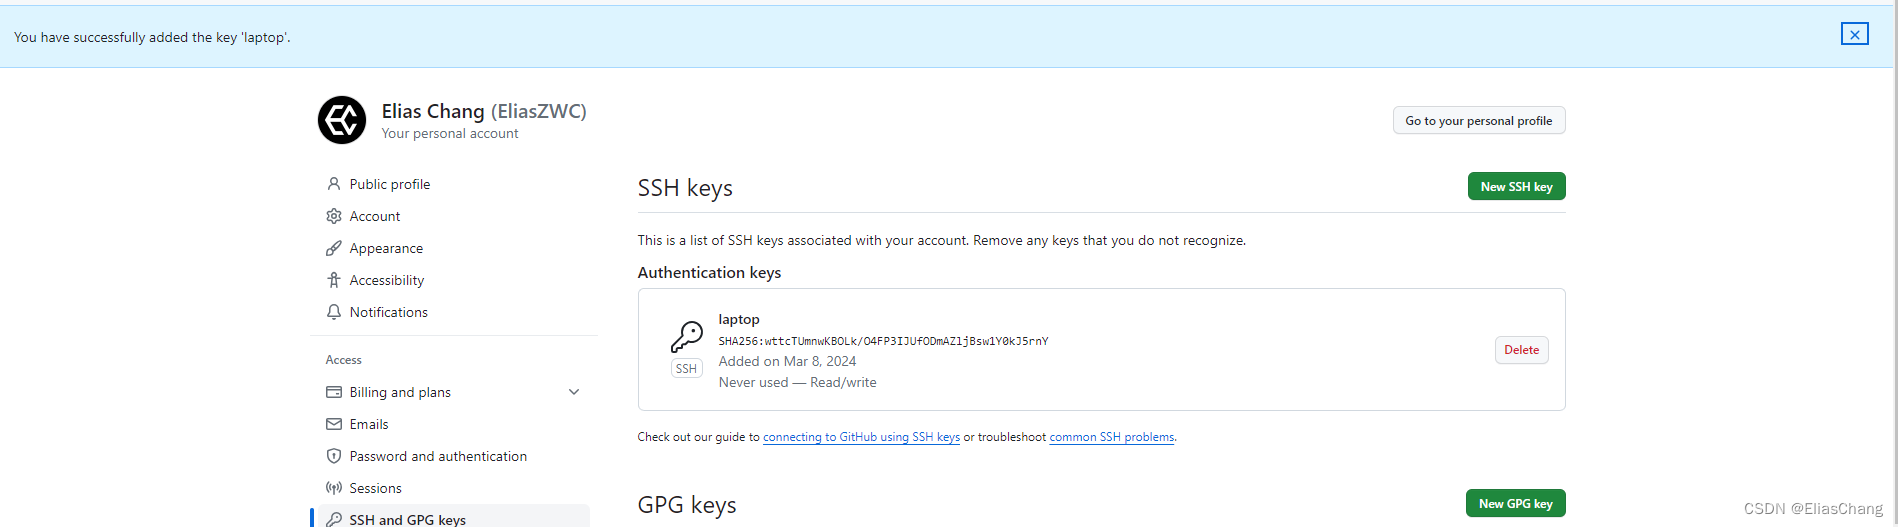 You have successfully added the key 'laptop'.
Elias Chang (EliasZWC)
Your personal account
Go to your personal profile
Public profile
Account
Appearance
Accessibility
Notifications
Access
Billing and plans
Emails
Password and authentication
Sessions
SSH and GPG keys
SSH keys
New SSH key
This is a list of SSH keys associated with your account. Remove any keys that you do not recognize.
Authentication keys
laptop
SHA256:wttcTUmnwKBOLk/O4FP3IJUfODmAZljBsw1Y0kJ5rnY
Added on Mar 8, 2024
Never used — Read/write
SSH
Delete
Check out our guide to connecting to GitHub using SSH keys or troubleshoot common SSH problems.
GPG keys
New GPG key
CSDN @EliasChang